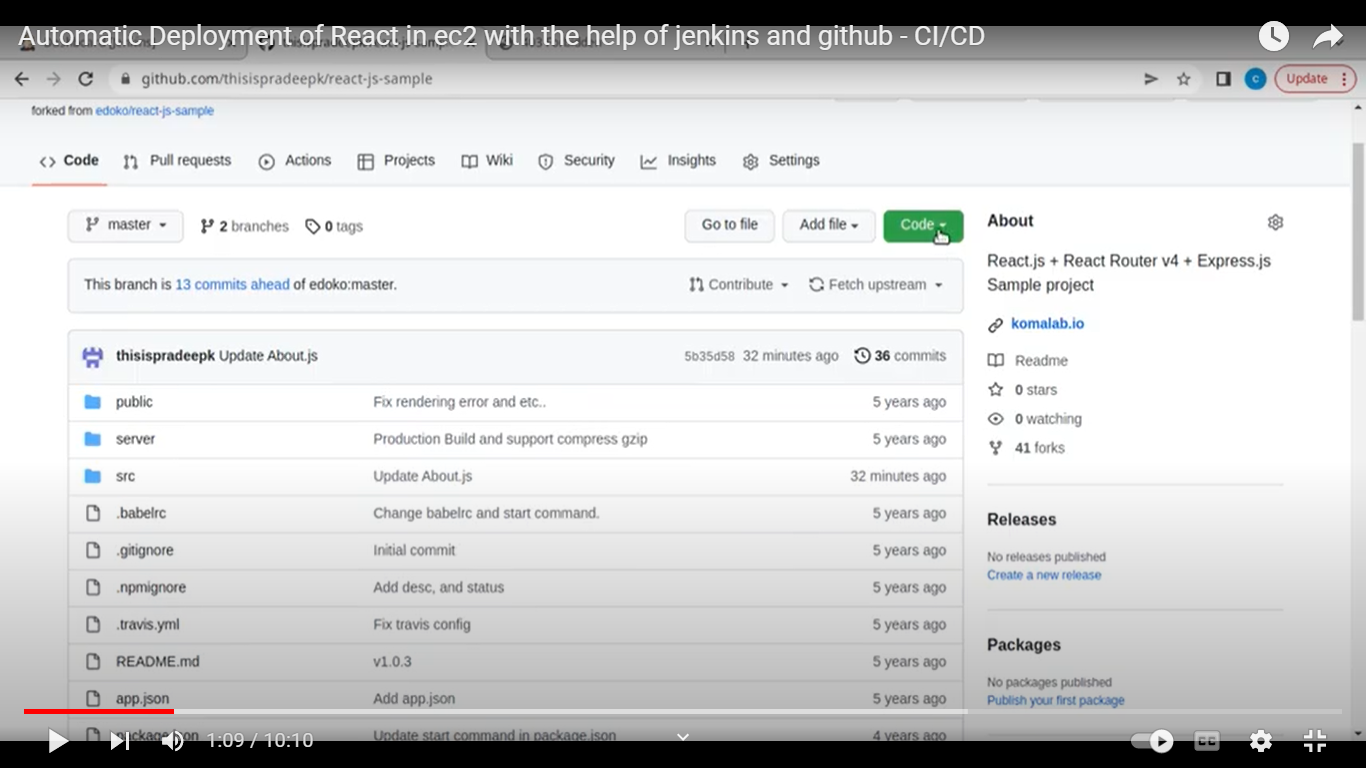 Automatic Deployment of React in ec2 with the help of jenkins and github - CI/CD
github.com/thisispradeepk/react-js-sample
C
Update
forked from edoko/react-js-sample
Code Pull requests Actions Projects Wiki Security Insights Settings
master 2 branches 0 tags Go to file Add file Code
This branch is 13 commits ahead of edoko:master. Contribute Fetch upstream
thisispradeepk Update About.js 5b35d58 32 minutes ago 36 commits
public Fix rendering error and etc.. 5 years ago
server Production Build and support compress gzip 5 years ago
src Update About.js 32 minutes ago
.babelrc Change babelrc and start command. 5 years ago
.gitignore Initial commit 5 years ago
.npmignore Add desc, and status 5 years ago
.travis.yml Fix travis config 5 years ago
README.md v1.0.3 5 years ago
app.json Add app.json 5 years ago
package.json Update start command in package.json 4 years ago
About
React.js + React Router v4 + Express.js
Sample project
komalab.io
Readme
0 stars
0 watching
41 forks
Releases
No releases published
Create a new release
Packages
No packages published
Publish your first package
1:09 / 10:10
CC